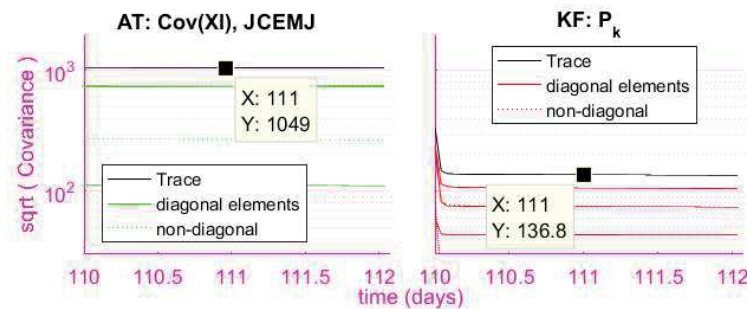 AT: Cov(XI), JCEMJ
sqrt ( Covariance )
10^3
10^2
X: 111
Y: 1049
Trace
diagonal elements
non-diagonal
110
110.5
111
111.5
112
KF: P_k
Trace
diagonal elements
non-diagonal
X: 111
Y: 136.8
110
110.5
111
111.5
112
time (days)